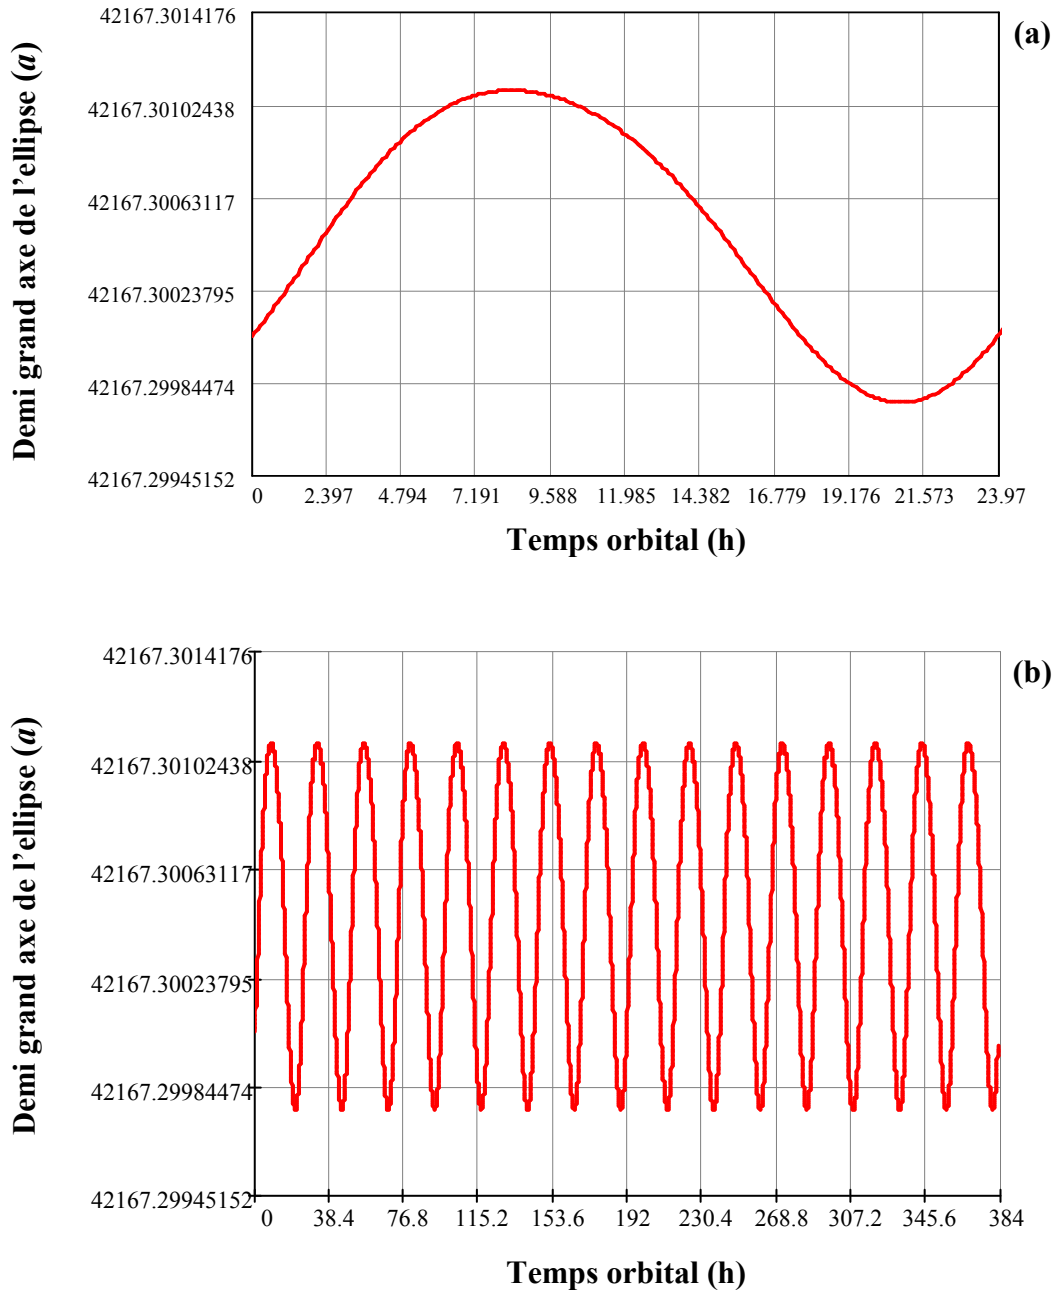 42167.3014176
(a)
42167.30102438
42167.30063117
42167.30023795
42167.29984474
42167.29945152
Demi grand axe de l'ellipse (a)
0 2.397 4.794 7.191 9.588 11.985 14.382 16.779 19.176 21.573 23.97
Temps orbital (h)
42167.3014176
(b)
42167.30102438
42167.30063117
42167.30023795
42167.29984474
42167.29945152
Demi grand axe de l'ellipse (a)
0 38.4 76.8 115.2 153.6 192 230.4 268.8 307.2 345.6 384
Temps orbital (h)